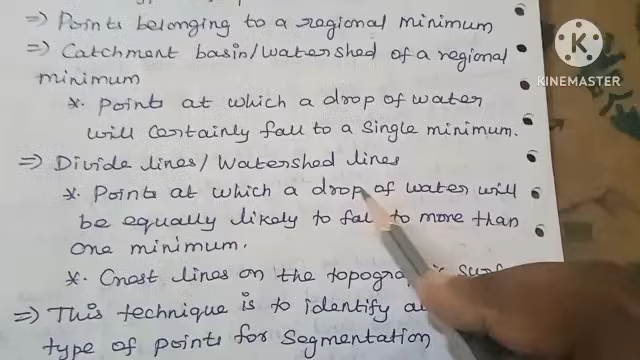 ⇒ Points belonging to a regional minimum
⇒ Catchment basin/watershed of a regional
minimum
*. Points at which a drop of water
will certainly fall to a single minimum.
⇒ Divide lines/Watershed lines
*. Points at which a drop of water will
be equally likely to fall to more than
one minimum.
*. Crest lines on the
⇒ This technique is to identify
type of points for Segmentation
KINEMASTER